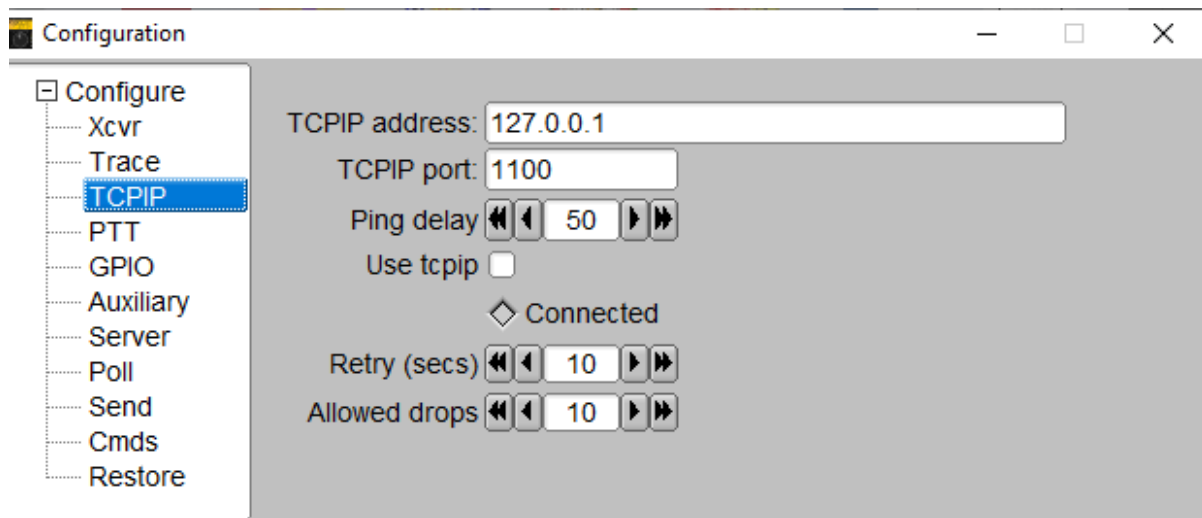 Configuration
Configure
Xcvr
Trace
TCPIP
PTT
GPIO
Auxiliary
Server
Poll
Send
Cmds
Restore
TCPIP address: 127.0.0.1
TCPIP port: 1100
Ping delay 50
Use tcpip
Connected
Retry (secs) 10
Allowed drops 10